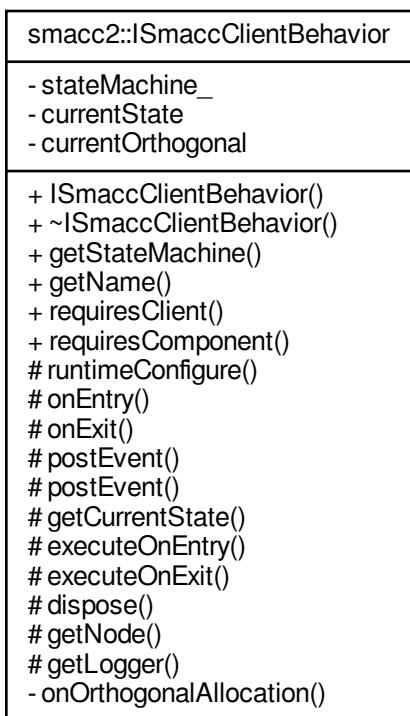 smacc2::ISmaccClientBehavior
- stateMachine_
- currentState
- currentOrthogonal
+ ISmaccClientBehavior()
+ ~ISmaccClientBehavior()
+ getStateMachine()
+ getName()
+ requiresClient()
+ requiresComponent()
# runtimeConfigure()
# onEntry()
# onExit()
# postEvent()
# postEvent()
# getCurrentState()
# executeOnEntry()
# executeOnExit()
# dispose()
# getNode()
# getLogger()
- onOrthogonalAllocation()